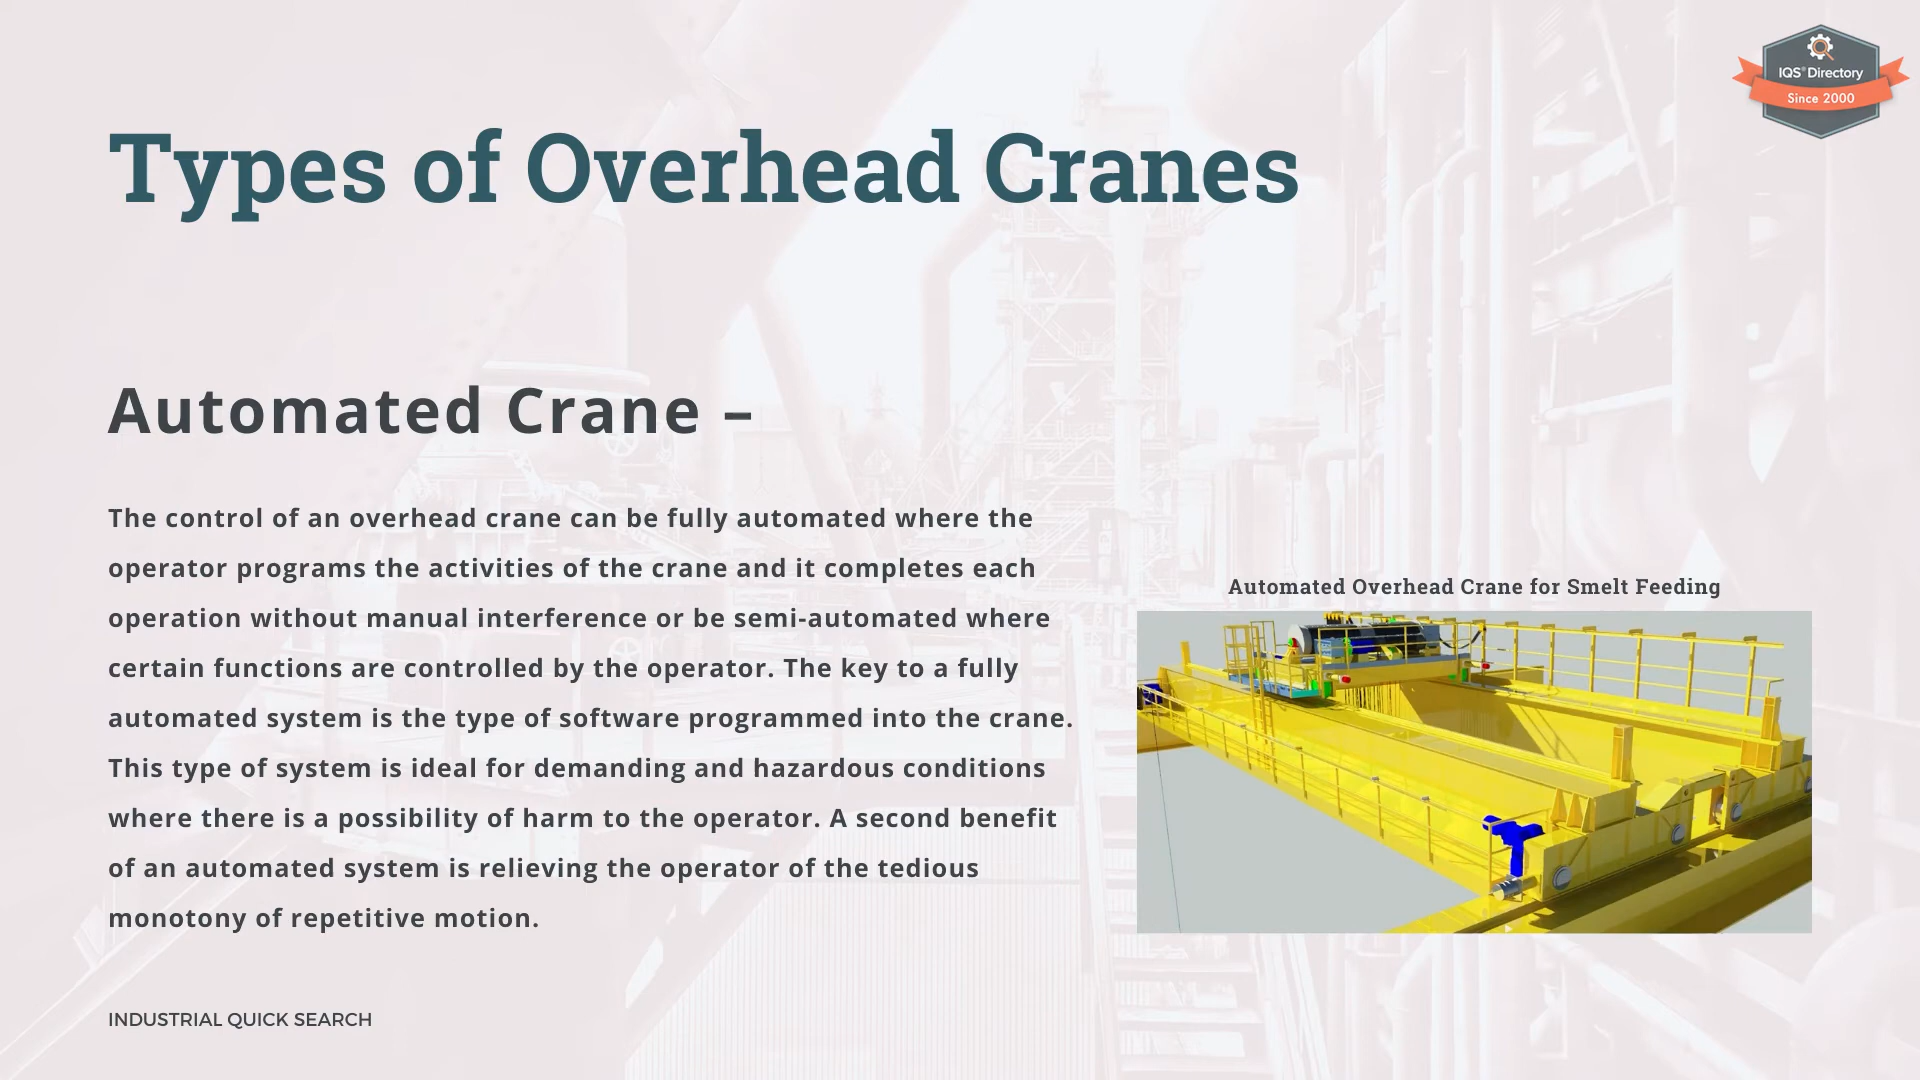 IQS® Directory
Since 2000
Types of Overhead Cranes
Automated Crane –
The control of an overhead crane can be fully automated where the
operator programs the activities of the crane and it completes each
operation without manual interference or be semi-automated where
certain functions are controlled by the operator. The key to a fully
automated system is the type of software programmed into the crane.
This type of system is ideal for demanding and hazardous conditions
where there is a possibility of harm to the operator. A second benefit
of an automated system is relieving the operator of the tedious
monotony of repetitive motion.
Automated Overhead Crane for Smelt Feeding
INDUSTRIAL QUICK SEARCH